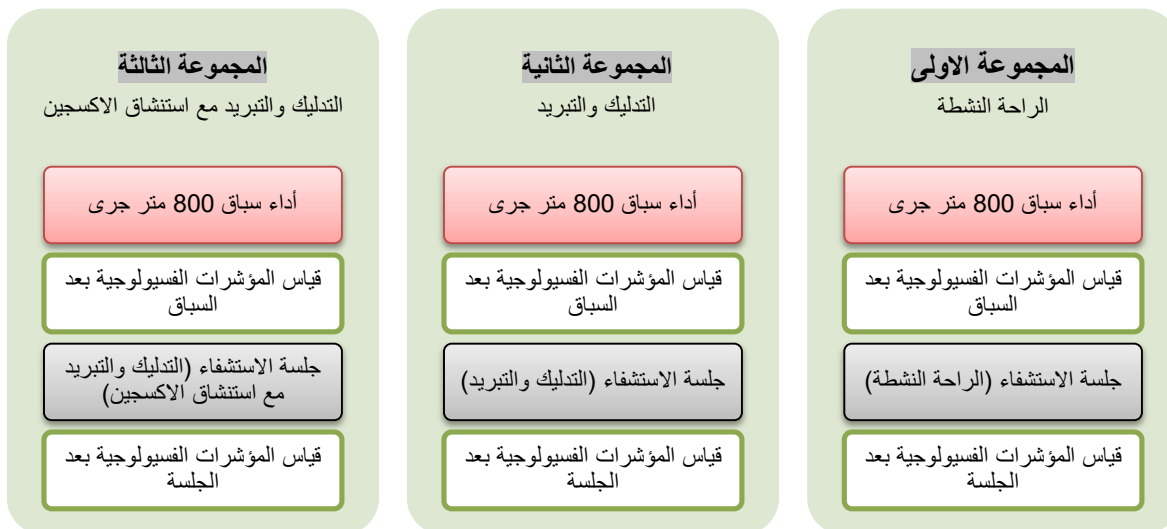 المجموعة الاولى
الراحة النشطة
أداء سباق 800 متر جرى
قياس المؤشرات الفسيولوجية بعد
السباق
جلسة الاستشفاء (الراحة النشطة)
قياس المؤشرات الفسيولوجية بعد
الجلسة
المجموعة الثانية
التدليك والتبريد
أداء سباق 800 متر جرى
قياس المؤشرات الفسيولوجية بعد
السباق
جلسة الاستشفاء (التدليك والتبريد)
قياس المؤشرات الفسيولوجية بعد
الجلسة
المجموعة الثالثة
التدليك والتبريد مع استنشاق الاكسجين
أداء سباق 800 متر جرى
قياس المؤشرات الفسيولوجية بعد
السباق
جلسة الاستشفاء (التدليك والتبريد
مع استنشاق الاكسجين)
قياس المؤشرات الفسيولوجية بعد
الجلسة